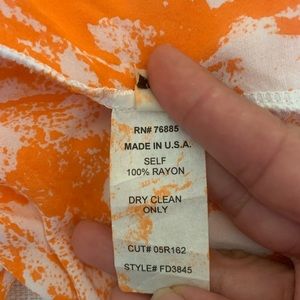 RN# 76885
MADE IN U.S.A.
SELF
100% RAYON
DRY CLEAN
ONLY
CUT# 05R162
STYLE# FD3845